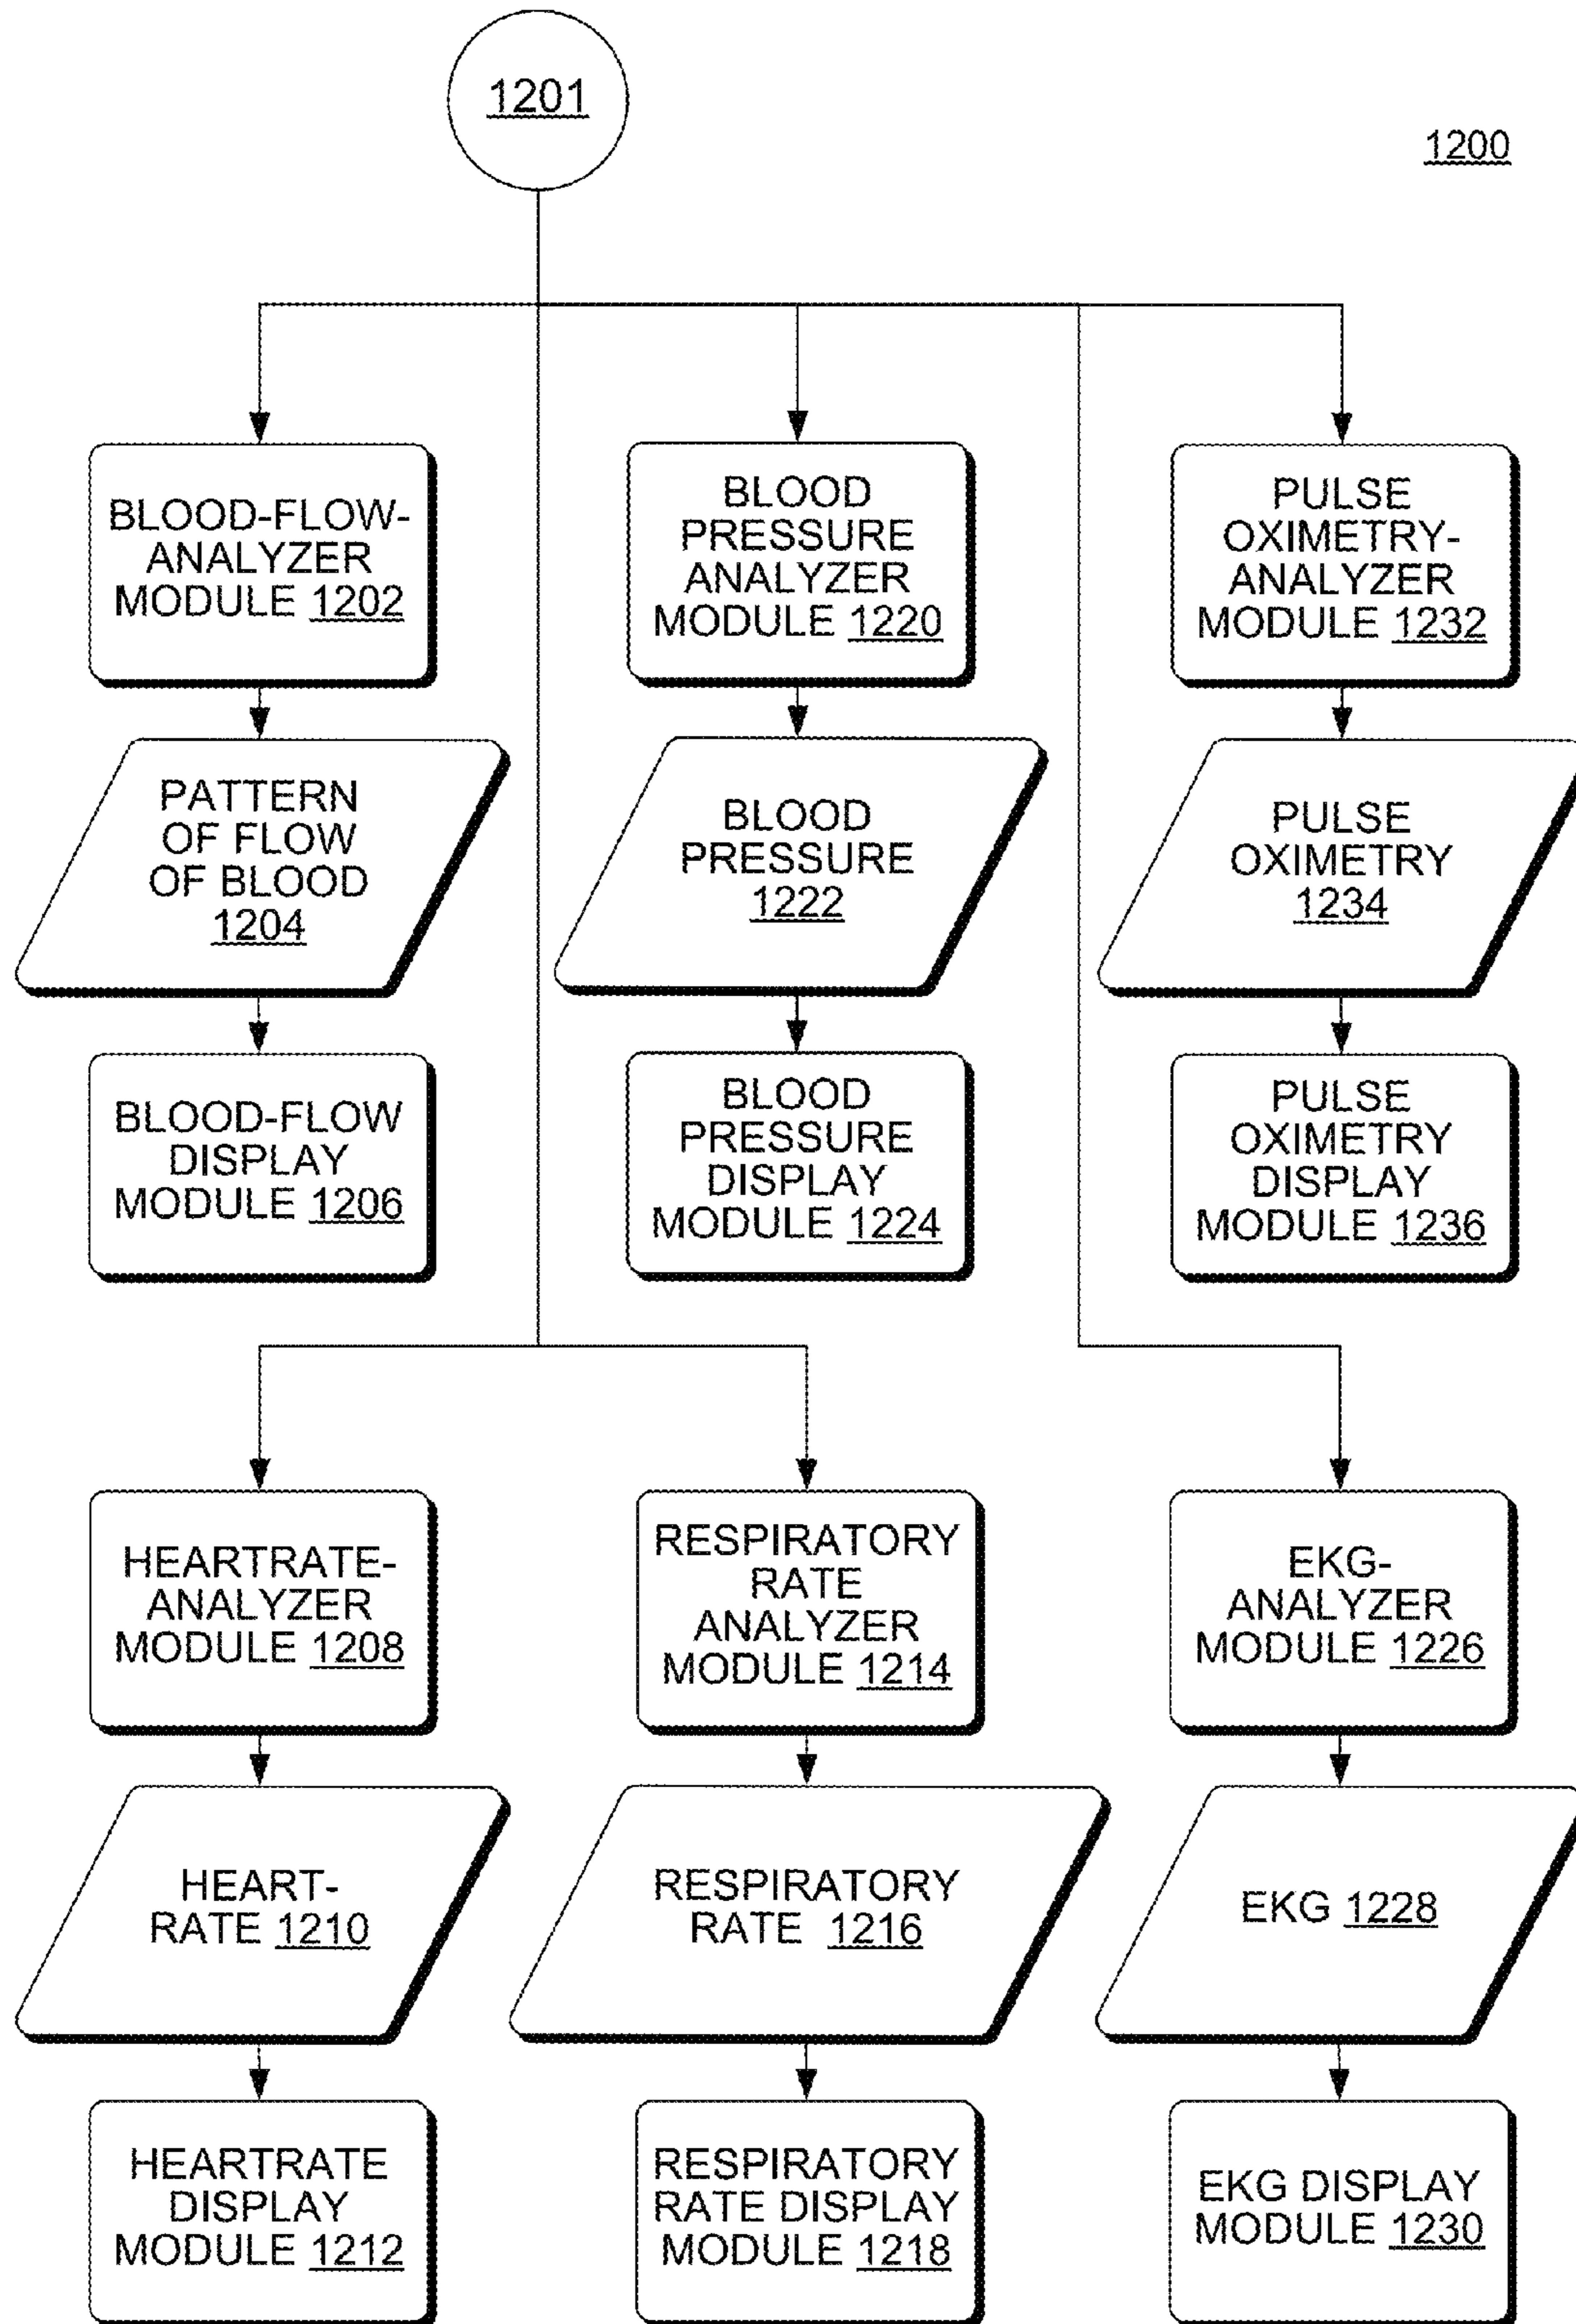 1201
1200
BLOOD-FLOW-
ANALYZER
MODULE 1202
BLOOD
PRESSURE
ANALYZER
MODULE 1220
PULSE
OXIMETRY-
ANALYZER
MODULE 1232
PATTERN
OF FLOW
OF BLOOD
1204
BLOOD
PRESSURE
1222
PULSE
OXIMETRY
1234
BLOOD-FLOW
DISPLAY
MODULE 1206
BLOOD
PRESSURE
DISPLAY
MODULE 1224
PULSE
OXIMETRY
DISPLAY
MODULE 1236
HEARTRATE-
ANALYZER
MODULE 1208
RESPIRATORY
RATE
ANALYZER
MODULE 1214
EKG-
ANALYZER
MODULE 1226
HEART-
RATE 1210
RESPIRATORY
RATE 1216
EKG 1228
HEARTRATE
DISPLAY
MODULE 1212
RESPIRATORY
RATE DISPLAY
MODULE 1218
EKG DISPLAY
MODULE 1230